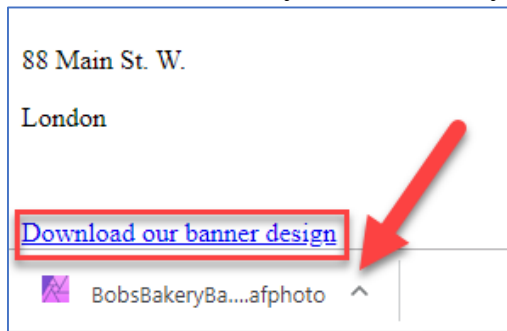 88 Main St. W.
London
Download our banner design
BobsBakeryBa....afphoto